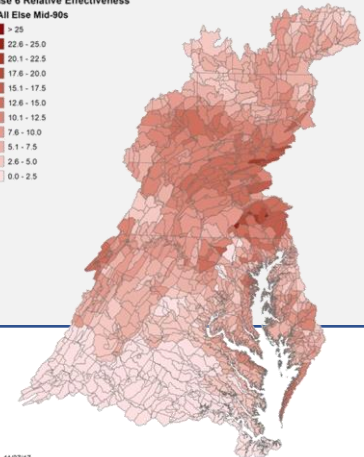 6 Relative Effectiveness
All Else Mid-90s
> 25
22.6 - 25.0
20.1 - 22.5
17.6 - 20.0
15.1 - 17.5
12.6 - 15.0
10.1 - 12.5
7.6 - 10.0
5.1 - 7.5
2.6 - 5.0
0.0 - 2.5